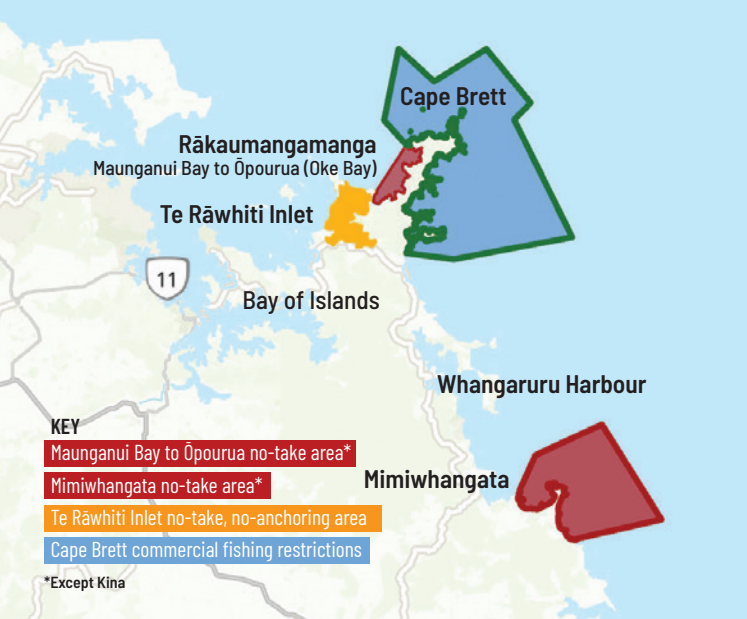 Cape Brett
Rākaumangamanga
Maunganui Bay to Ōpourua (Oke Bay)
Te Rāwhiti Inlet
11
Bay of Islands
Whangaruru Harbour
Mimiwhangata
KEY
Maunganui Bay to Ōpourua no-take area*
Mimiwhangata no-take area*
Te Rāwhiti Inlet no-take, no-anchoring area
Cape Brett commercial fishing restrictions
*Except Kina